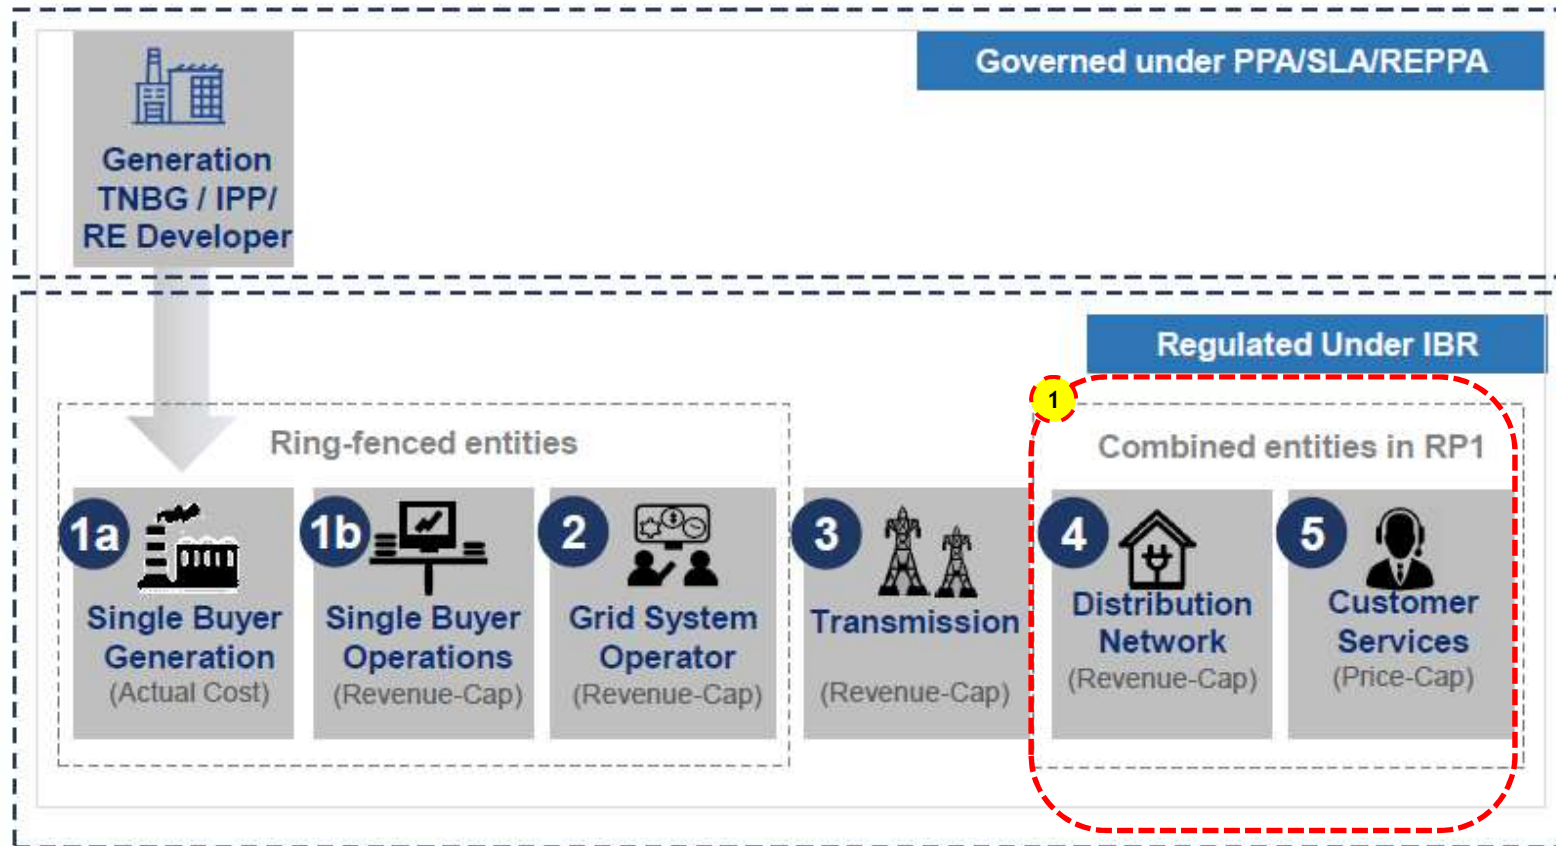 Governed under PPA/SLA/REPPA
Generation
TNBG / IPP/
RE Developer
Regulated Under IBR
1
Ring-fenced entities
Combined entities in RP1
1a
Single Buyer
Generation
(Actual Cost)
1b
Single Buyer
Operations
(Revenue-Cap)
2
Grid System
Operator
(Revenue-Cap)
3
Transmission
(Revenue-Cap)
4
Distribution
Network
(Revenue-Cap)
5
Customer
Services
(Price-Cap)